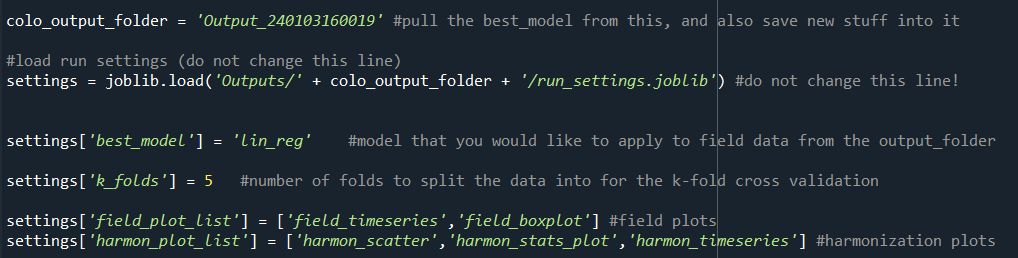 colo_output_folder = 'Output_240103160019' #pull the best_model from this, and also save new stuff into it
#load run settings (do not change this line)
settings = joblib.load('Outputs/' + colo_output_folder + '/run_settings.joblib') #do not change this line!
settings['best_model'] = 'lin_reg' #model that you would like to apply to field data from the output_folder
settings['k_folds'] = 5 #number of folds to split the data into for the k-fold cross validation
settings['field_plot_list'] = ['field_timeseries','field_boxplot'] #field plots
settings['harmon_plot_list'] = ['harmon_scatter','harmon_stats_plot','harmon_timeseries'] #harmonization plots